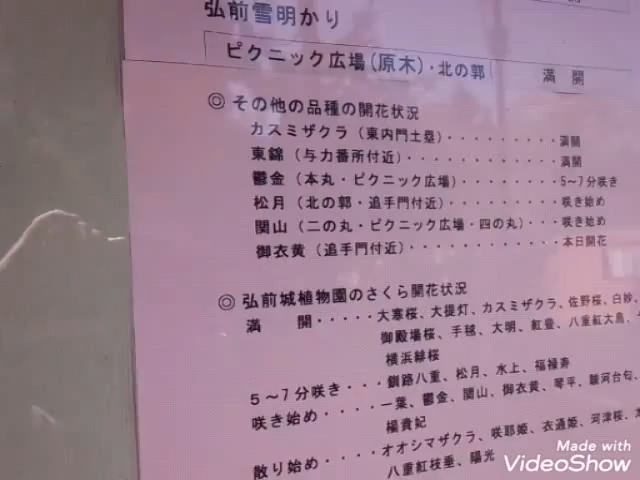 弘前雪明かり
ピクニック広場(原木)・北の郭 満開
◎ その他の品種の開花状況
カスミザクラ(東内門土塁)・・・・・・・・・・満開
東錦(与力番所付近)・・・・・・・・・・・・・満開
鬱金(本丸・ピクニック広場)・・・・・・・・・5~7分咲き
松月(北の郭・追手門付近)・・・・・・・・・・咲き始め
関山(二の丸・ピクニック広場・四の丸)・・・咲き始め
御衣黄(追手門付近)・・・・・・・・・・・・・本日開花
◎ 弘前城植物園のさくら開花状況
満 開・・・・・大寒桜、大提灯、カスミザクラ、佐野桜、白妙、
御殿場桜、手毬、大明、紅豊、八重紅大島、
横浜緋桜
5~7分咲き・・・釧路八重、松月、水上、福禄寿
咲き始め・・・・一葉、鬱金、関山、御衣黄、琴平、駿河台匂、
楊貴妃
散り始め・・・・オオシマザクラ、咲耶姫、衣通姫、河津桜、
八重紅枝垂、陽光
Made with
VideoShow